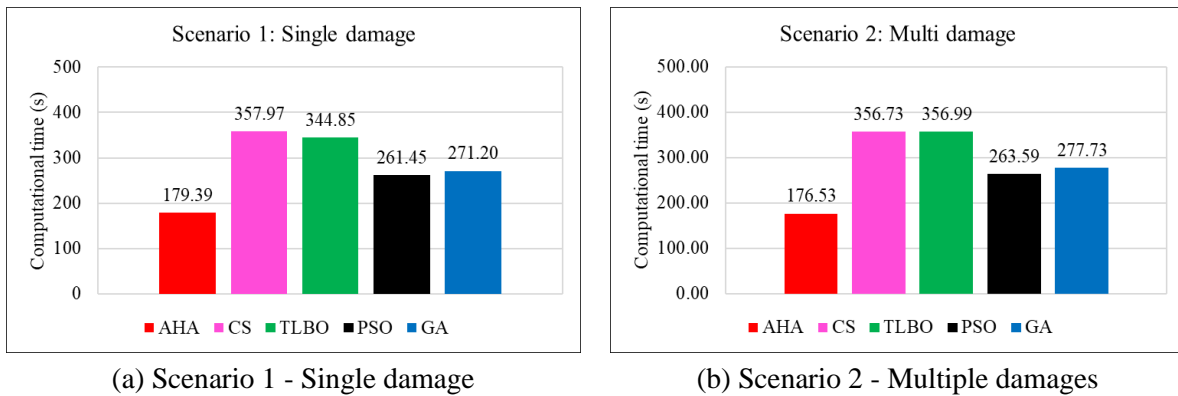 Scenario 1: Single damage
Computational time (s)
500
400
300
200
100
0
179.39
357.97
344.85
261.45
271.20
AHA CS TLBO PSO GA
(a) Scenario 1 - Single damage
Scenario 2: Multi damage
Computational time (s)
500.00
400.00
300.00
200.00
100.00
0.00
176.53
356.73
356.99
263.59
277.73
AHA CS TLBO PSO GA
(b) Scenario 2 - Multiple damages